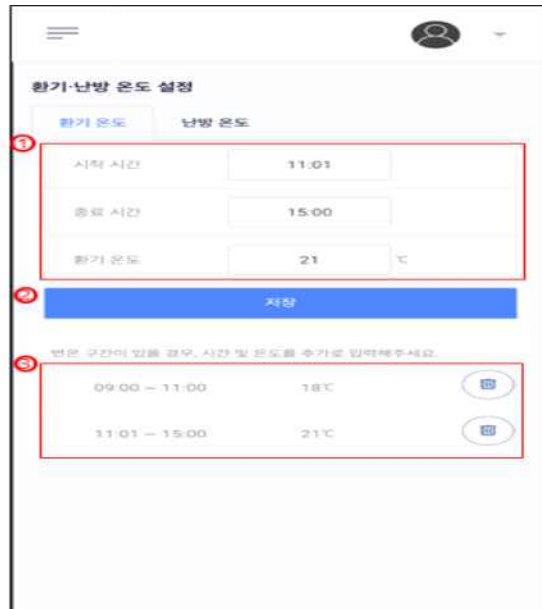 환기·난방 온도 설정
환기 온도 난방 온도
①
시작 시간 11:01
종료 시간 15:00
환기 온도 21 ℃
②
저장
변온 구간이 있을 경우, 시간 및 온도를 추가로 입력해주세요.
③
09:00 ~ 11:00 18℃
11:01 ~ 15:00 21℃